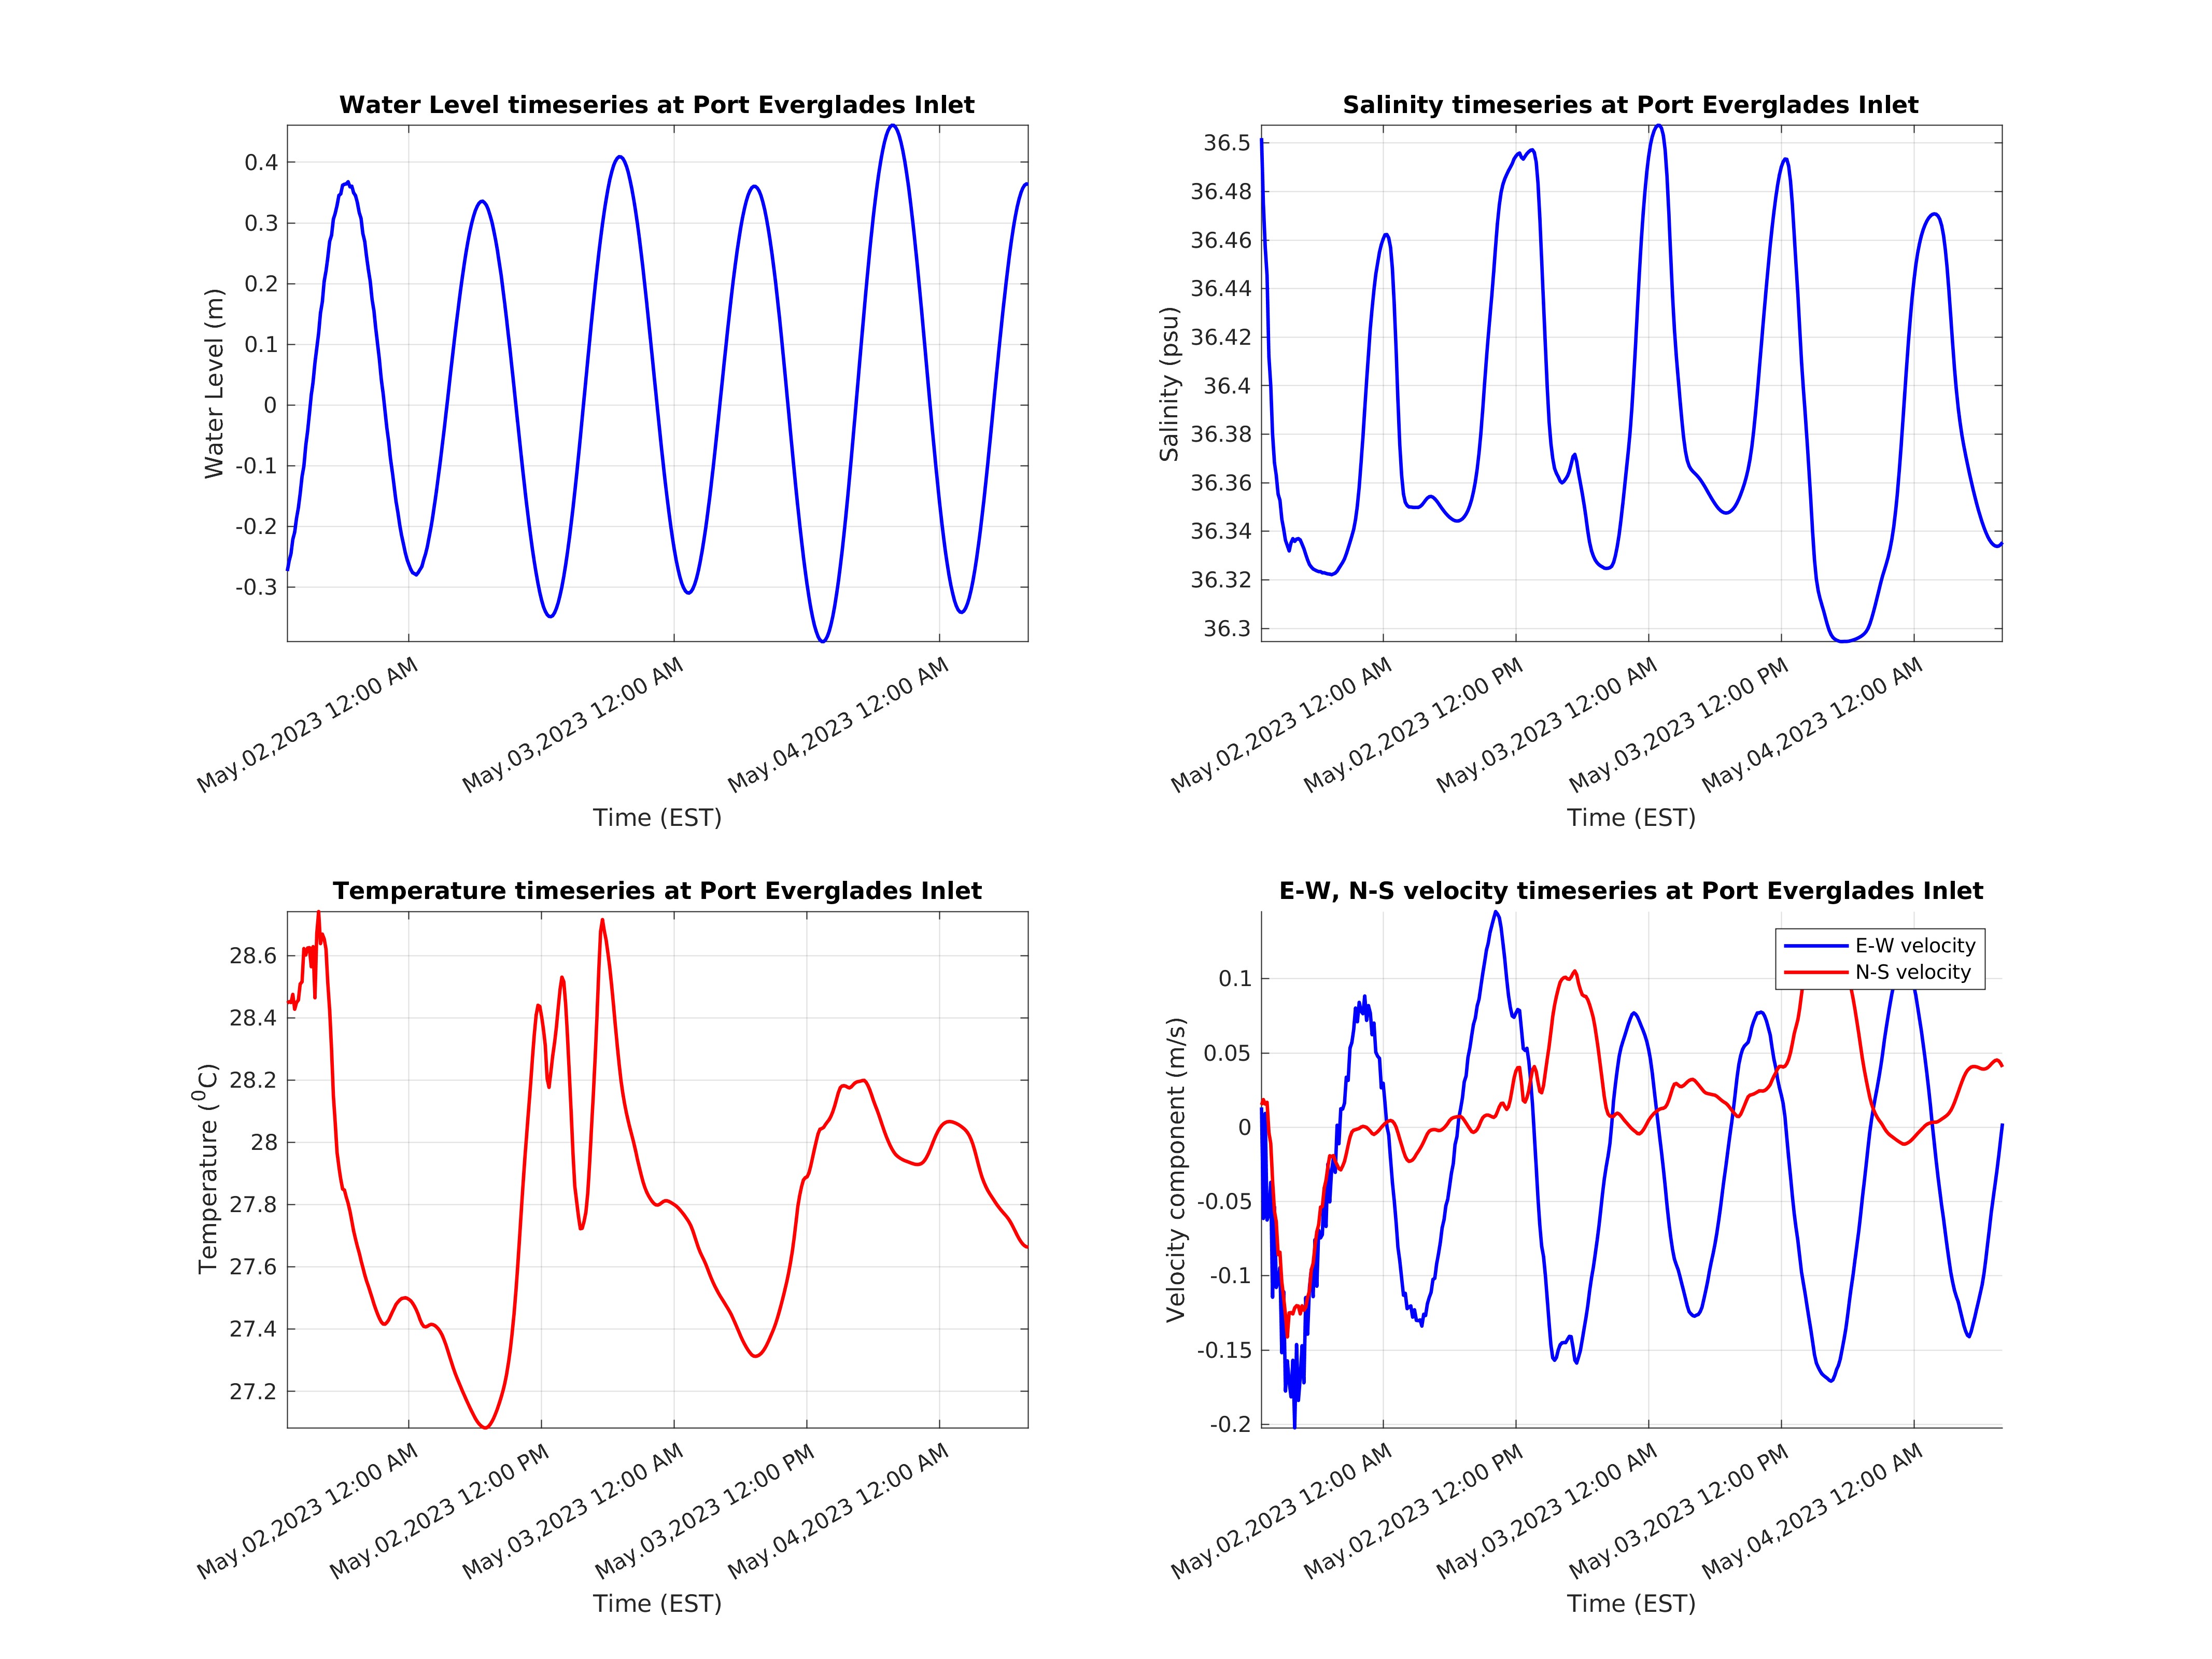 Water Level timeseries at Port Everglades Inlet
Water Level (m)
0.4
0.3
0.2
0.1
0
-0.1
-0.2
-0.3
May.02,2023 12:00 AM
May.03,2023 12:00 AM
May.04,2023 12:00 AM
Time (EST)
Salinity timeseries at Port Everglades Inlet
Salinity (psu)
36.5
36.48
36.46
36.44
36.42
36.4
36.38
36.36
36.34
36.32
36.3
May.02,2023 12:00 AM
May.02,2023 12:00 PM
May.03,2023 12:00 AM
May.03,2023 12:00 PM
May.04,2023 12:00 AM
Time (EST)
Temperature timeseries at Port Everglades Inlet
Temperature (⁰C)
28.6
28.4
28.2
28
27.8
27.6
27.4
27.2
May.02,2023 12:00 AM
May.02,2023 12:00 PM
May.03,2023 12:00 AM
May.03,2023 12:00 PM
May.04,2023 12:00 AM
Time (EST)
E-W, N-S velocity timeseries at Port Everglades Inlet
E-W velocity
N-S velocity
Velocity component (m/s)
0.1
0.05
0
-0.05
-0.1
-0.15
-0.2
May.02,2023 12:00 AM
May.02,2023 12:00 PM
May.03,2023 12:00 AM
May.03,2023 12:00 PM
May.04,2023 12:00 AM
Time (EST)